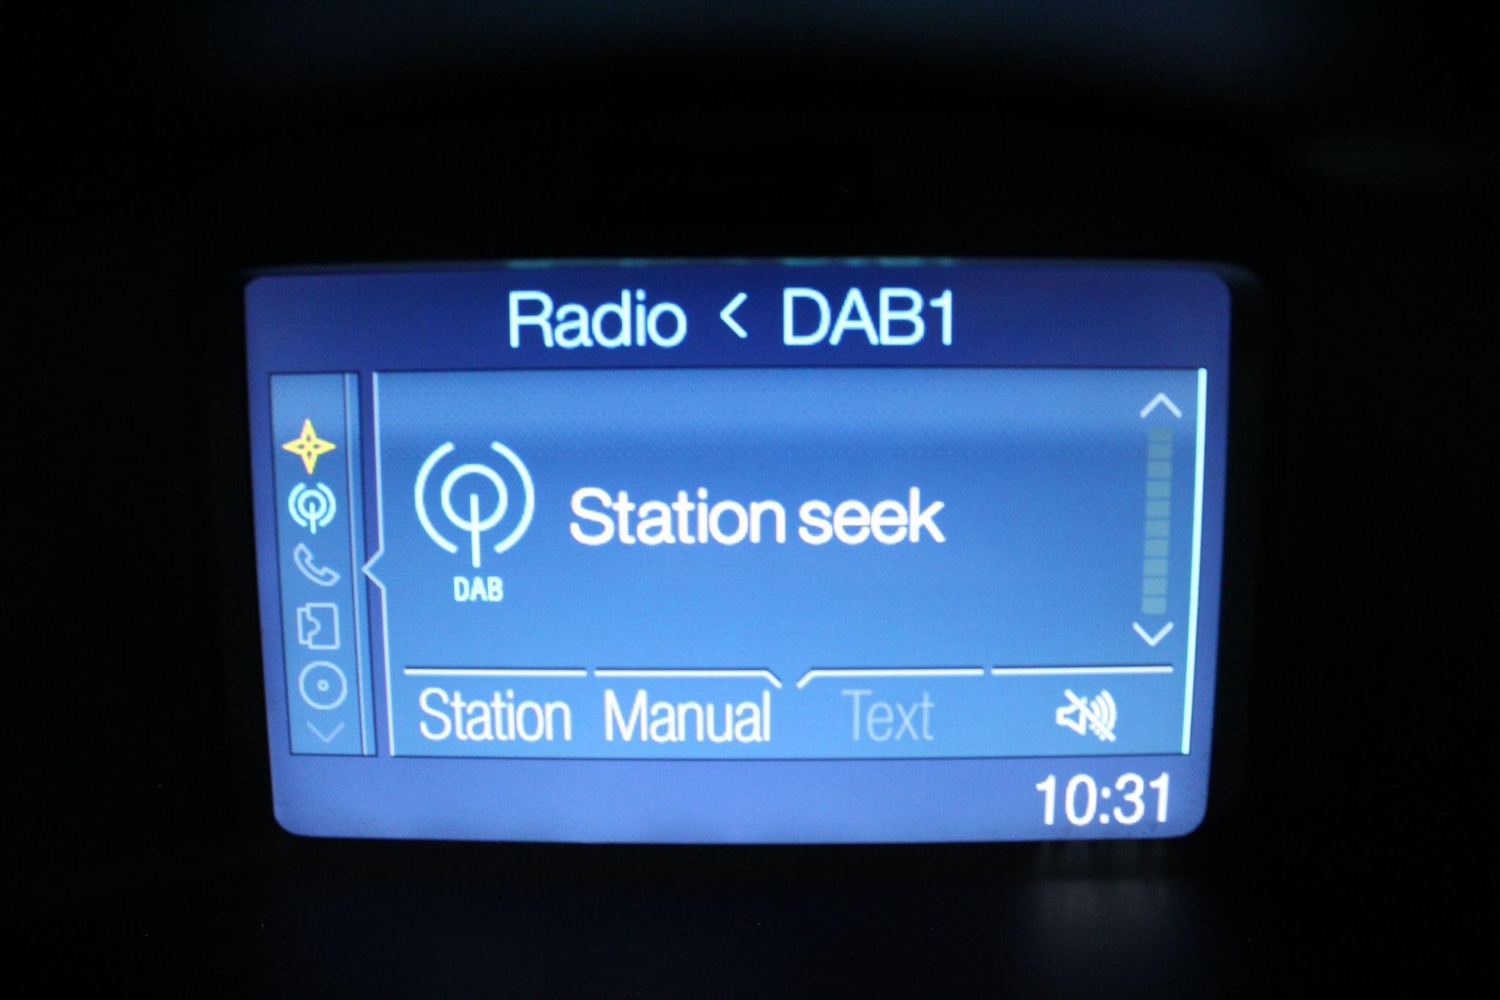 Radio < DAB1
Station seek
DAB
Station Manual Text
10:31